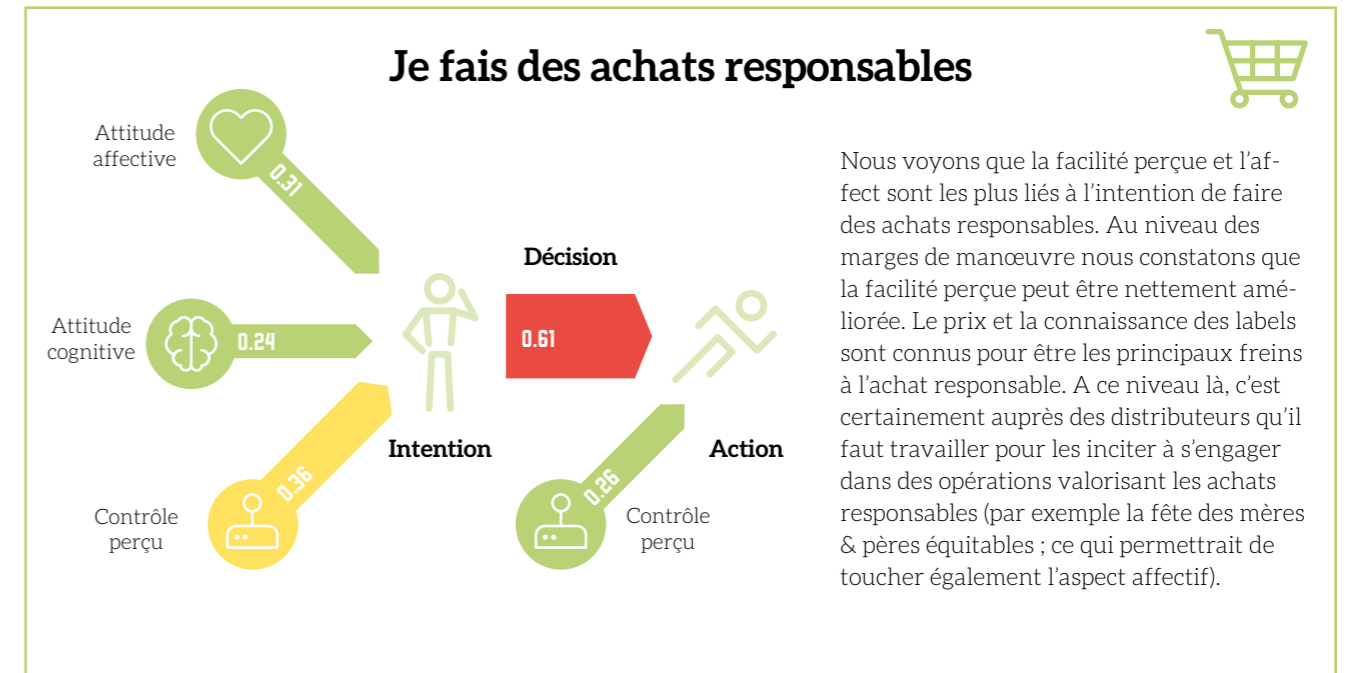 Je fais des achats responsables
Attitude
affective
0.31
Attitude
cognitive
0.24
Contrôle
perçu
0.36
Intention
Décision
0.61
Action
0.26
Contrôle
perçu
Nous voyons que la facilité perçue et l'af-
fect sont les plus liés à l'intention de faire
des achats responsables. Au niveau des
marges de manœuvre nous constatons que
la facilité perçue peut être nettement amé-
liorée. Le prix et la connaissance des labels
sont connus pour être les principaux freins
à l'achat responsable. A ce niveau là, c'est
certainement auprès des distributeurs qu'il
faut travailler pour les inciter à s'engager
dans des opérations valorisant les achats
responsables (par exemple la fête des mères
& pères équitables ; ce qui permettrait de
toucher également l'aspect affectif).